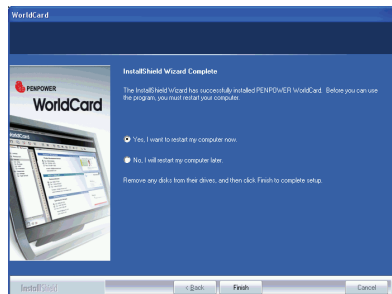 WorldCard
InstallShield Wizard Complete
The InstallShield Wizard has successfully installed PENPOWER WorldCard. Before you can use
the program, you must restart your computer.
PENPOWER
WorldCard
Yes, I want to restart my computer now.
No, I will restart my computer later.
Remove any disks from their drives, and then click Finish to complete setup.
InstallShield
< Back
Finish
Cancel